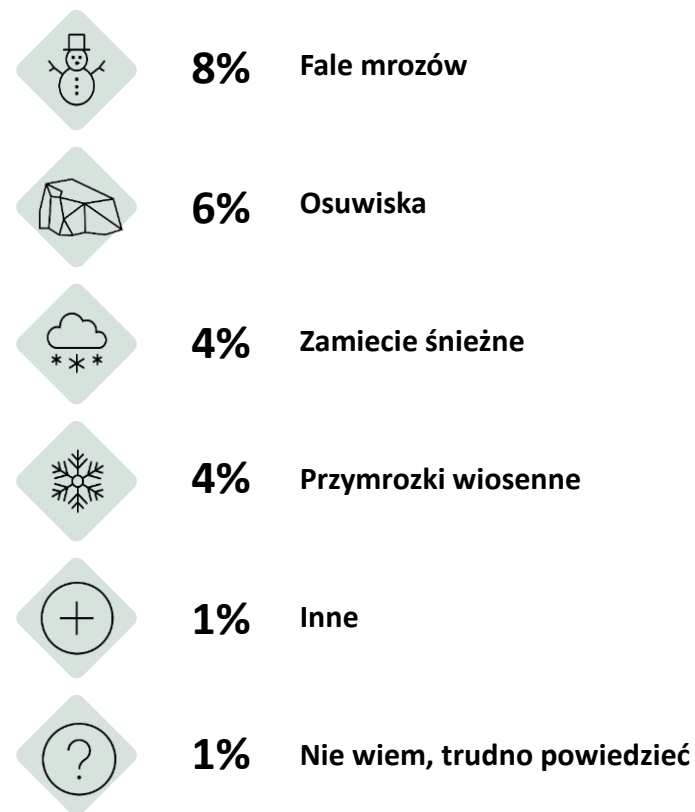 8% Fale mrozów
6% Osuwiska
4% Zamiecie śnieżne
4% Przymrozki wiosenne
1% Inne
1% Nie wiem, trudno powiedzieć